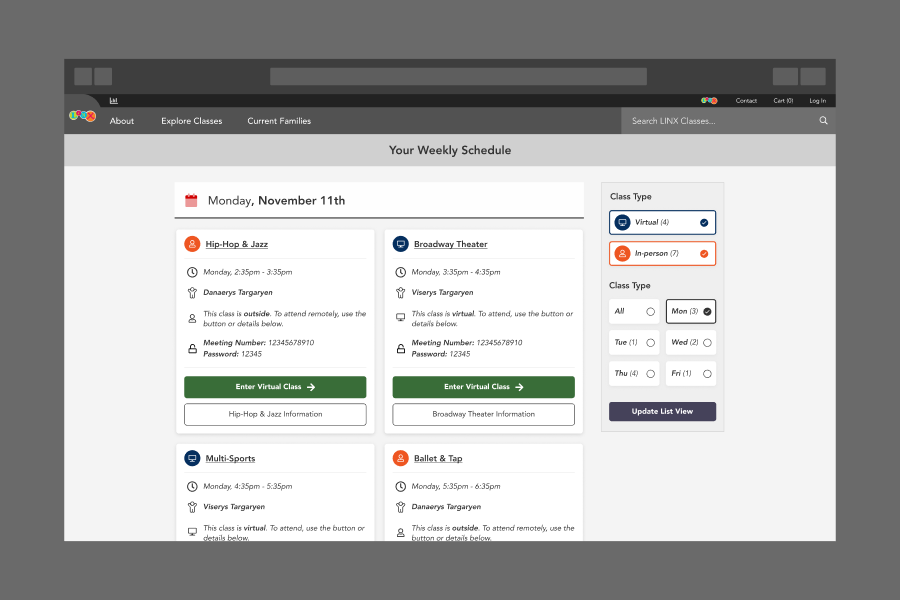 LINX
Contact
Cart (0)
Log In
LINX
About
Explore Classes
Current Families
Search LINX Classes...
Your Weekly Schedule
Monday, November 11th
Hip-Hop & Jazz
Monday, 2:35pm - 3:35pm
Danaerys Targaryen
This class is outside. To attend remotely, use the
button or details below.
Meeting Number: 12345678910
Password: 12345
Enter Virtual Class
Hip-Hop & Jazz Information
Broadway Theater
Monday, 3:35pm - 4:35pm
Viserys Targaryen
This class is virtual. To attend, use the button or
details below.
Meeting Number: 12345678910
Password: 12345
Enter Virtual Class
Broadway Theater Information
Multi-Sports
Monday, 4:35pm - 5:35pm
Viserys Targaryen
This class is virtual. To attend, use the button or
details below.
Ballet & Tap
Monday, 5:35pm - 6:35pm
Danaerys Targaryen
This class is outside. To attend remotely, use the
button or details below.
Class Type
Virtual (4)
In-person (7)
Class Type
All
Mon (3)
Tue (1)
Wed (2)
Thu (4)
Fri (1)
Update List View